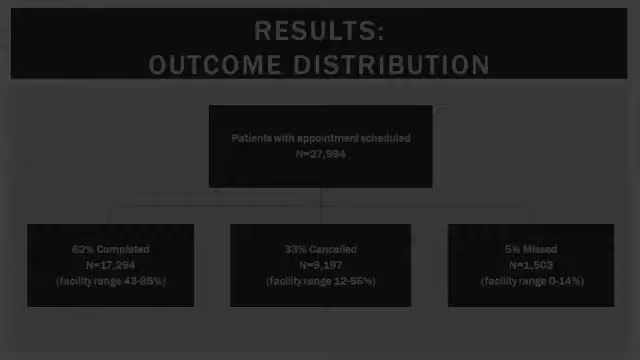 RESULTS:
OUTCOME DISTRIBUTION
Patients with appointment scheduled
N=27,994
62% Completed
N=17,294
(facility range 43-85%)
33% Cancelled
N=9,197
(facility range 12-56%)
5% Missed
N=1,503
(facility range 0-14%)